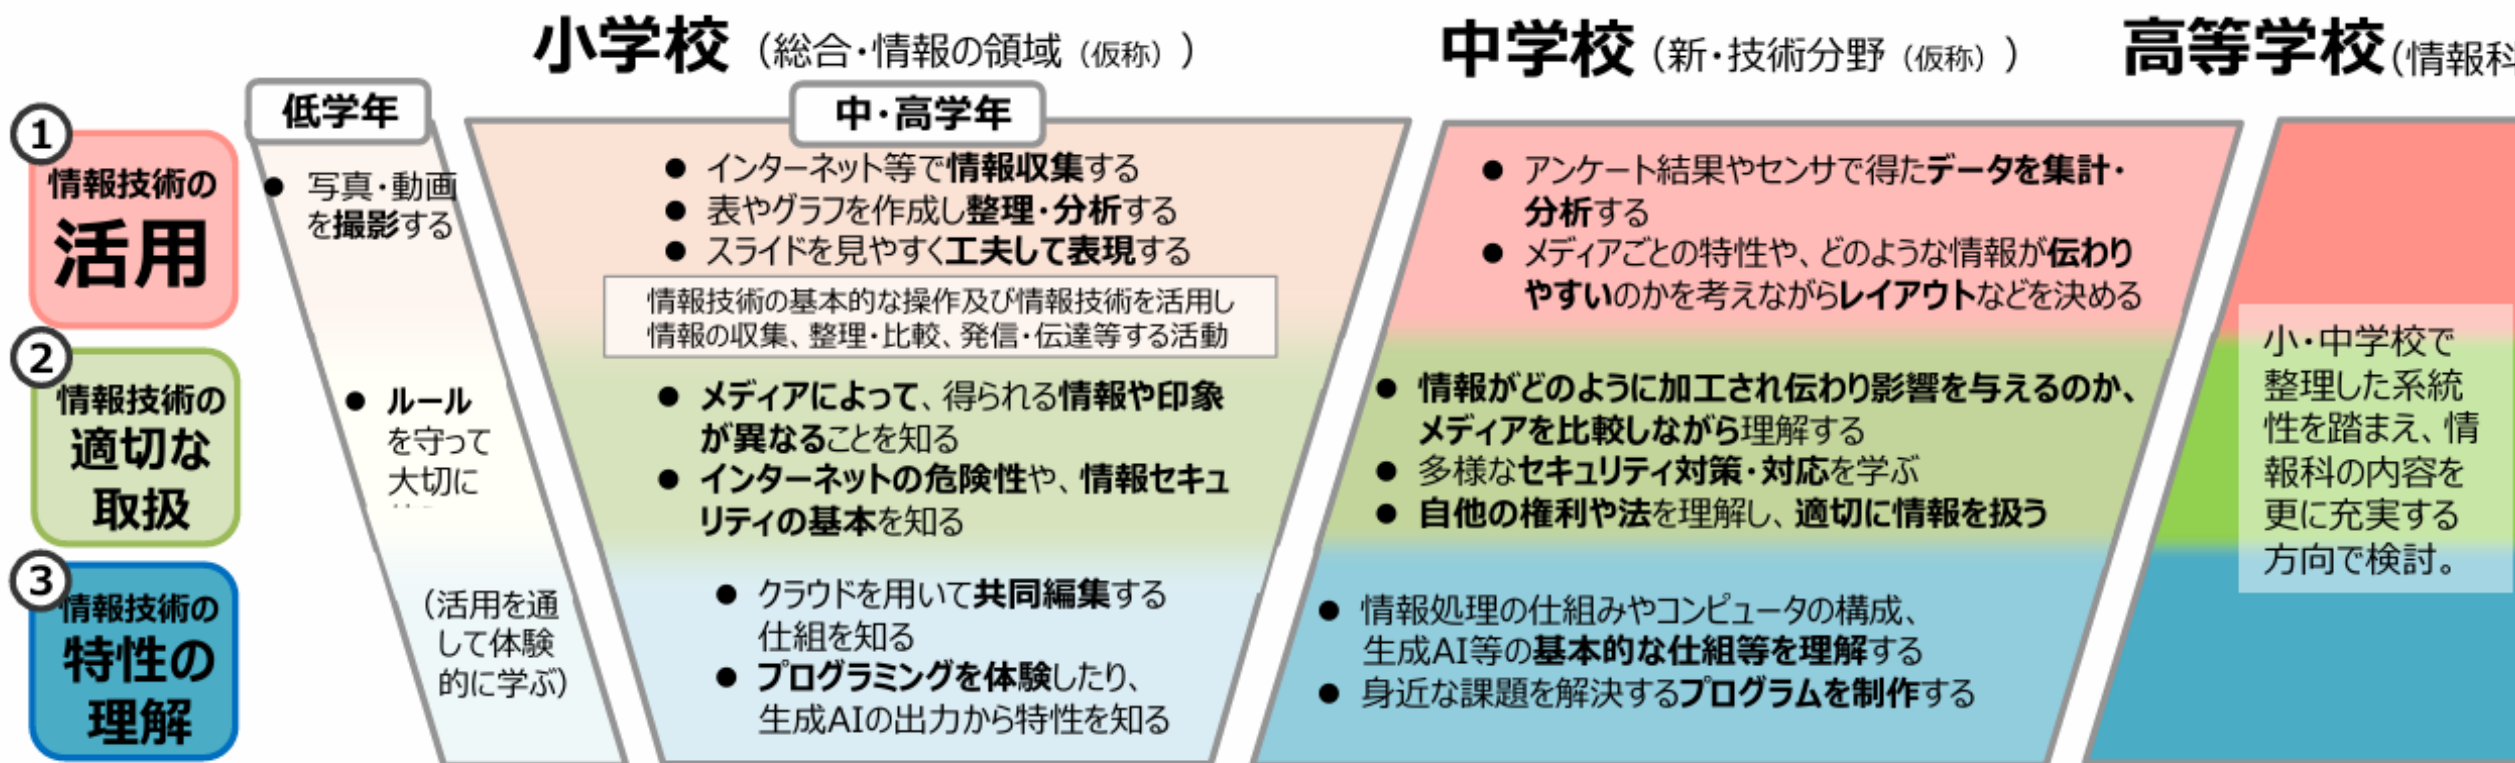 小学校（総合・情報の領域（仮称））
中学校（新・技術分野（仮称））
高等学校(情報科
低学年
中・高学年
①
情報技術の
活用
● 写真・動画
を撮影する
● インターネット等で情報収集する
● 表やグラフを作成し整理・分析する
● スライドを見やすく工夫して表現する
情報技術の基本的な操作及び情報技術を活用し
情報の収集、整理・比較、発信・伝達等する活動
● アンケート結果やセンサで得たデータを集計・
分析する
● メディアごとの特性や、どのような情報が伝わり
やすいのかを考えながらレイアウトなどを決める
②
情報技術の
適切な
取扱
● ルール
を守って
大切に
● メディアによって、得られる情報や印象
が異なることを知る
● インターネットの危険性や、情報セキュ
リティの基本を知る
● 情報がどのように加工され伝わり影響を与えるのか、
メディアを比較しながら理解する
● 多様なセキュリティ対策・対応を学ぶ
● 自他の権利や法を理解し、適切に情報を扱う
小・中学校で
整理した系統
性を踏まえ、情
報科の内容を
更に充実する
方向で検討。
③
情報技術の
特性の
理解
（活用を通
して体験
的に学ぶ）
● クラウドを用いて共同編集する
仕組を知る
● プログラミングを体験したり、
生成AIの出力から特性を知る
● 情報処理の仕組みやコンピュータの構成、
生成AI等の基本的な仕組等を理解する
● 身近な課題を解決するプログラムを制作する